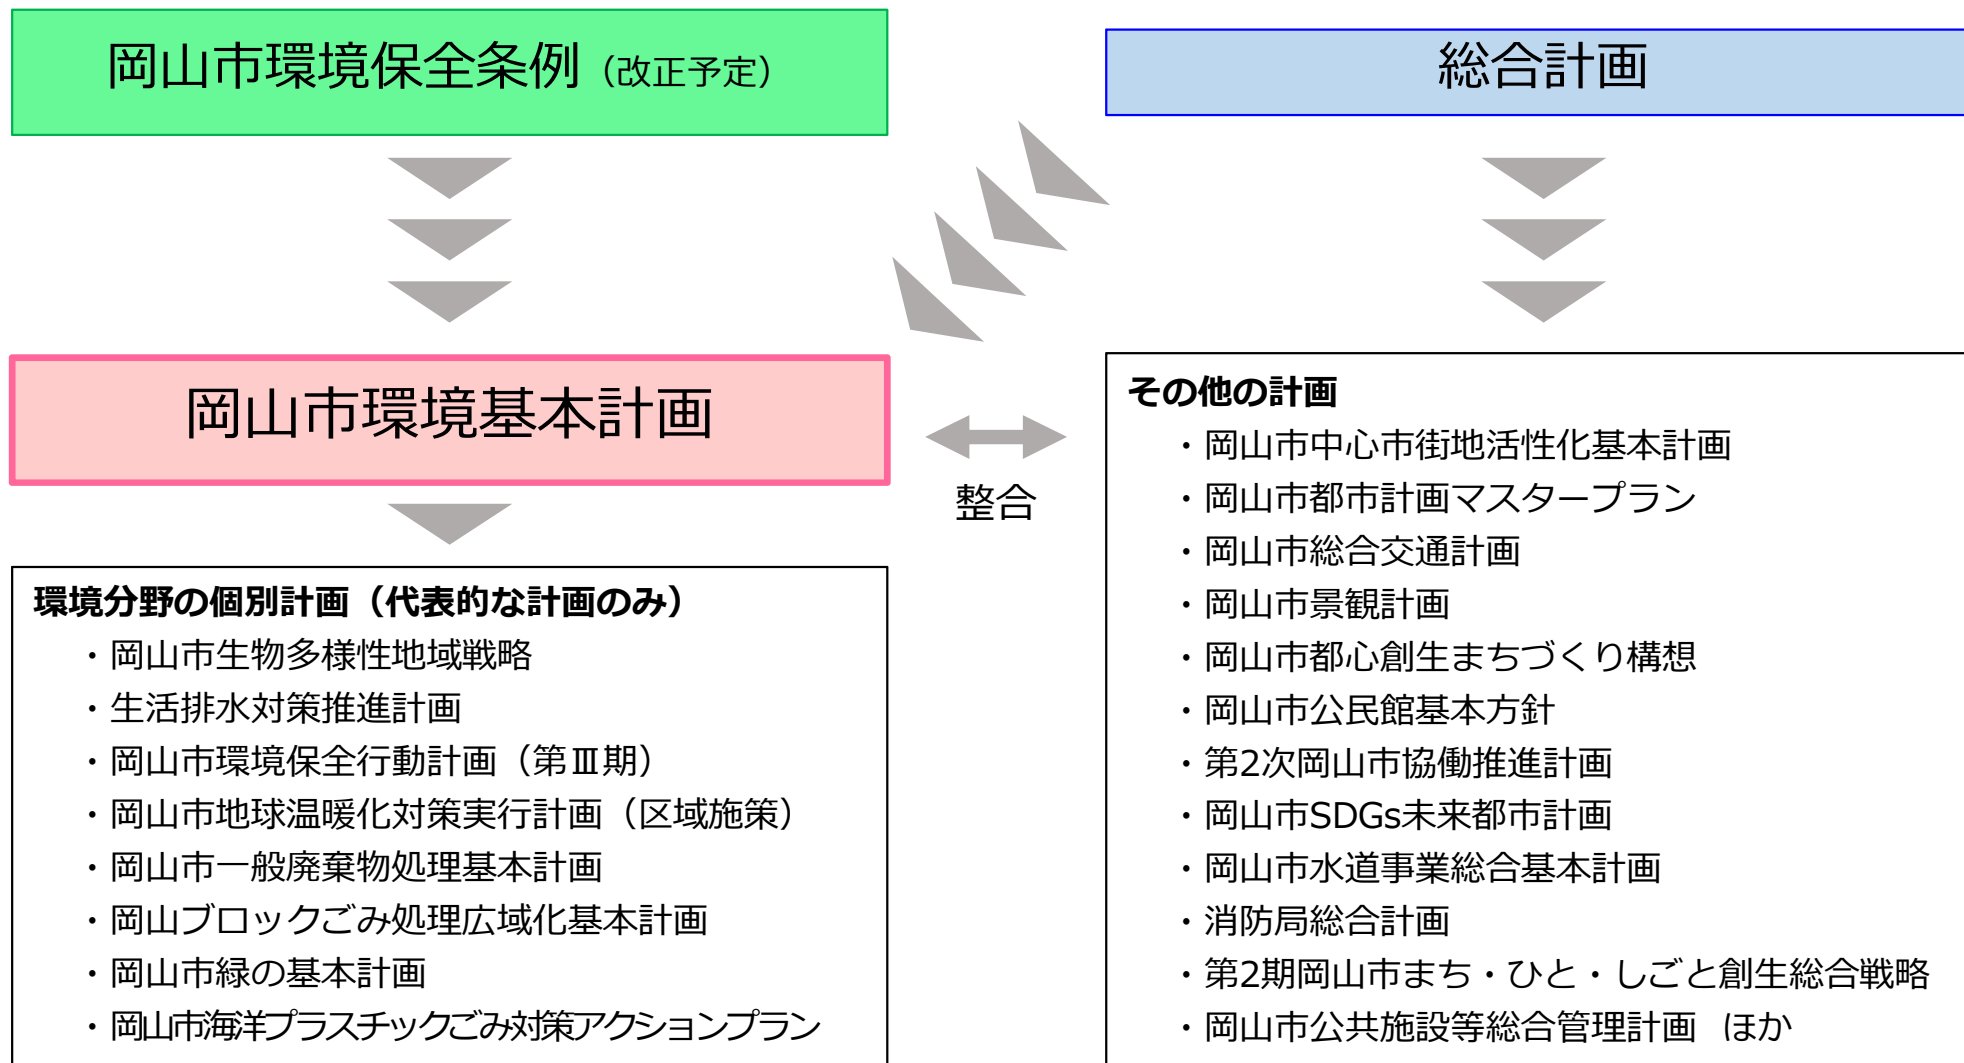 岡山市環境保全条例（改正予定）
総合計画
岡山市環境基本計画
整合
環境分野の個別計画（代表的な計画のみ）
・岡山市生物多様性地域戦略
・生活排水対策推進計画
・岡山市環境保全行動計画（第Ⅲ期）
・岡山市地球温暖化対策実行計画（区域施策）
・岡山市一般廃棄物処理基本計画
・岡山ブロックごみ処理広域化基本計画
・岡山市緑の基本計画
・岡山市海洋プラスチックごみ対策アクションプラン
その他の計画
・岡山市中心市街地活性化基本計画
・岡山市都市計画マスタープラン
・岡山市総合交通計画
・岡山市景観計画
・岡山市都心創生まちづくり構想
・岡山市公民館基本方針
・第2次岡山市協働推進計画
・岡山市SDGs未来都市計画
・岡山市水道事業総合基本計画
・消防局総合計画
・第2期岡山市まち・ひと・しごと創生総合戦略
・岡山市公共施設等総合管理計画 ほか